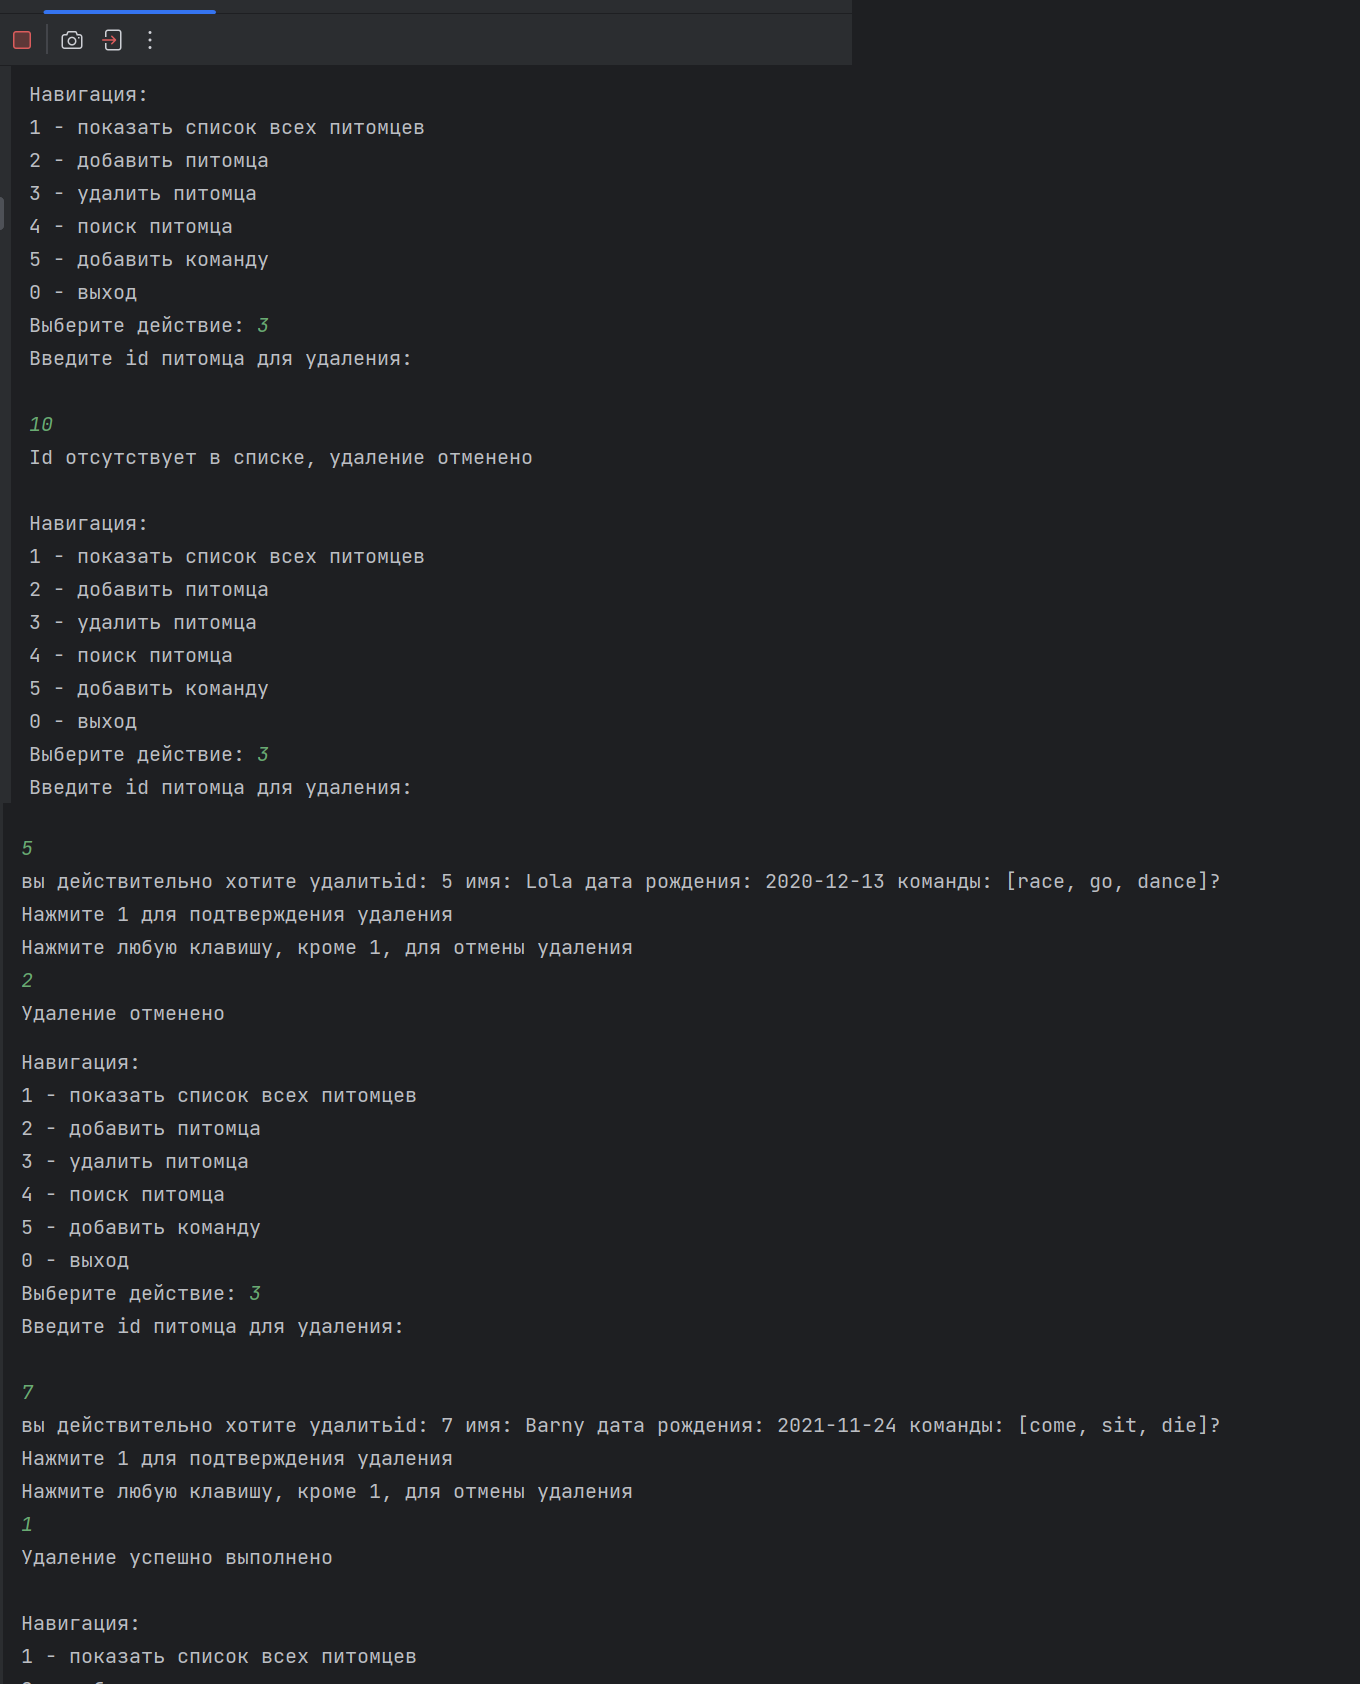 Навигация:
1 - показать список всех питомцев
2 - добавить питомца
3 - удалить питомца
4 - поиск питомца
5 - добавить команду
0 - выход
Выберите действие: 3
Введите id питомца для удаления:
10
Id отсутствует в списке, удаление отменено
Навигация:
1 - показать список всех питомцев
2 - добавить питомца
3 - удалить питомца
4 - поиск питомца
5 - добавить команду
0 - выход
Выберите действие: 3
Введите id питомца для удаления:
5
вы действительно хотите удалитьid: 5 имя: Lola дата рождения: 2020-12-13 команды: [race, go, dance]?
Нажмите 1 для подтверждения удаления
Нажмите любую клавишу, кроме 1, для отмены удаления
2
Удаление отменено
Навигация:
1 - показать список всех питомцев
2 - добавить питомца
3 - удалить питомца
4 - поиск питомца
5 - добавить команду
0 - выход
Выберите действие: 3
Введите id питомца для удаления:
7
вы действительно хотите удалитьid: 7 имя: Barny дата рождения: 2021-11-24 команды: [come, sit, die]?
Нажмите 1 для подтверждения удаления
Нажмите любую клавишу, кроме 1, для отмены удаления
1
Удаление успешно выполнено
Навигация:
1 - показать список всех питомцев